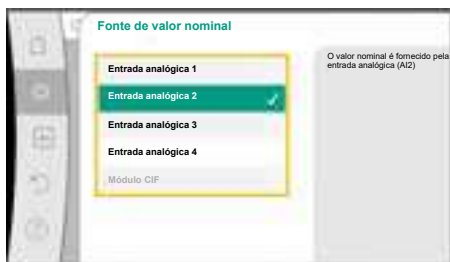 Fonte de valor nominal
Entrada analógica 1
Entrada analógica 2
Entrada analógica 3
Entrada analógica 4
Módulo CIF
O valor nominal é fornecido pela
entrada analógica (AI2)